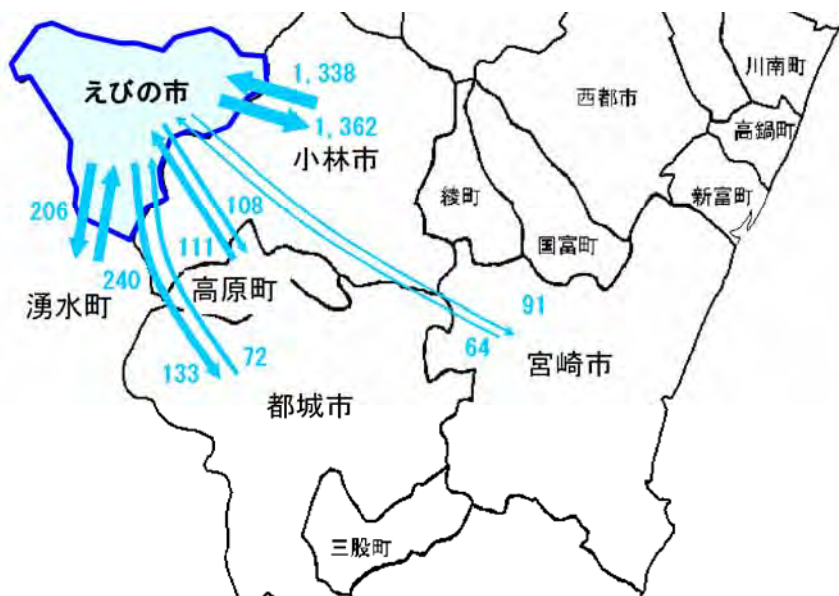 川南町
1,338
西都市
えびの市
高鍋町
1,362
小林市
綾町
新富町
206
108
国富町
111
240
高原町
湧水町
91
64
宮崎市
133
72
都城市
三股町